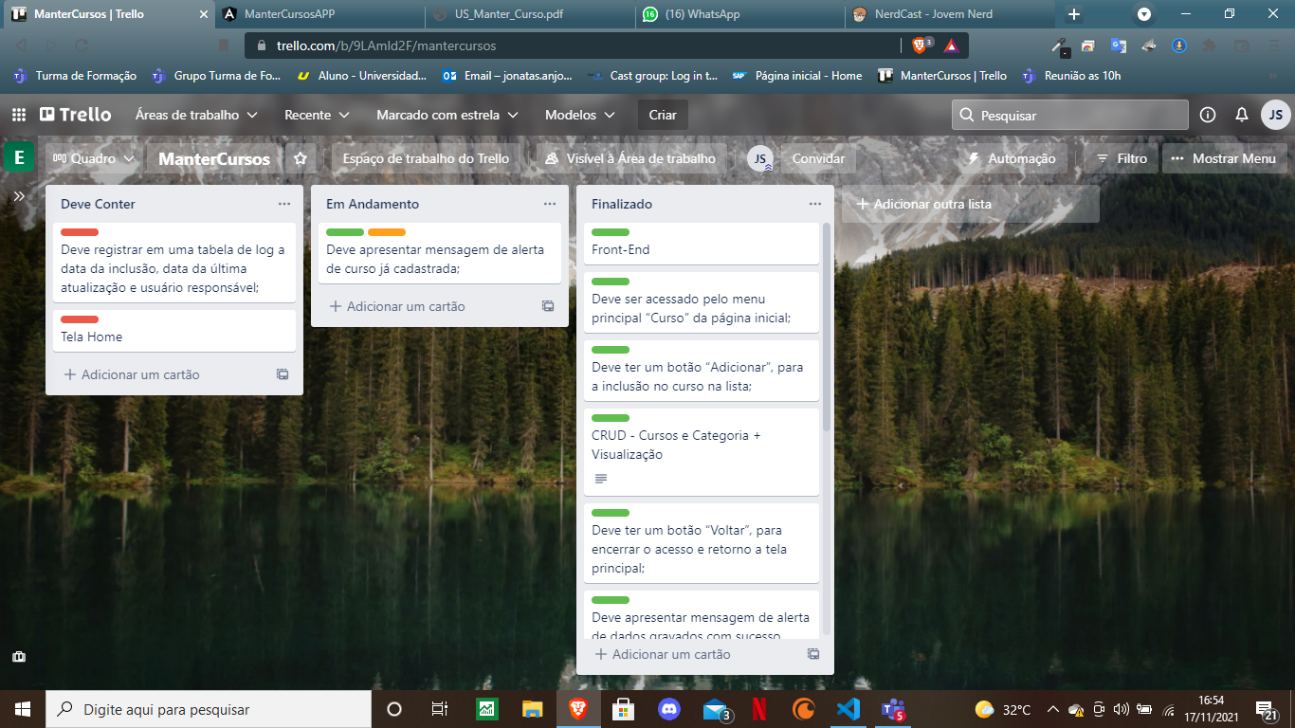 ManterCursos | Trello
ManterCursosAPP
US_Manter_Curso.pdf
(16) WhatsApp
NerdCast - Jovem Nerd
trello.com/b/9LAmId2F/mantercursos
Turma de Formação
Grupo Turma de Fo...
Aluno - Universidad...
Email – jonatas.anjo...
Cast group: Log in t...
Página inicial - Home
ManterCursos | Trello
Reunião as 10h
Trello
Áreas de trabalho
Recente
Marcado com estrela
Modelos
Criar
Pesquisar
JS
E
Quadro
ManterCursos
Espaço de trabalho do Trello
Visível à Área de trabalho
JS
Convidar
Automação
Filtro
Mostrar Menu
Deve Conter
Deve registrar em uma tabela de log a
data da inclusão, data da última
atualização e usuário responsável;
Tela Home
Adicionar um cartão
Em Andamento
Deve apresentar mensagem de alerta
de curso já cadastrada;
Adicionar um cartão
Finalizado
Front-End
Deve ser acessado pelo menu
principal “Curso” da página inicial;
Deve ter um botão “Adicionar”, para
a inclusão no curso na lista;
CRUD - Cursos e Categoria +
Visualização
Deve ter um botão “Voltar”, para
encerrar o acesso e retorno a tela
principal;
Deve apresentar mensagem de alerta
de dados gravados com sucesso
Adicionar um cartão
Adicionar outra lista
Digite aqui para pesquisar
3
5
32°C
16:54
17/11/2021
21